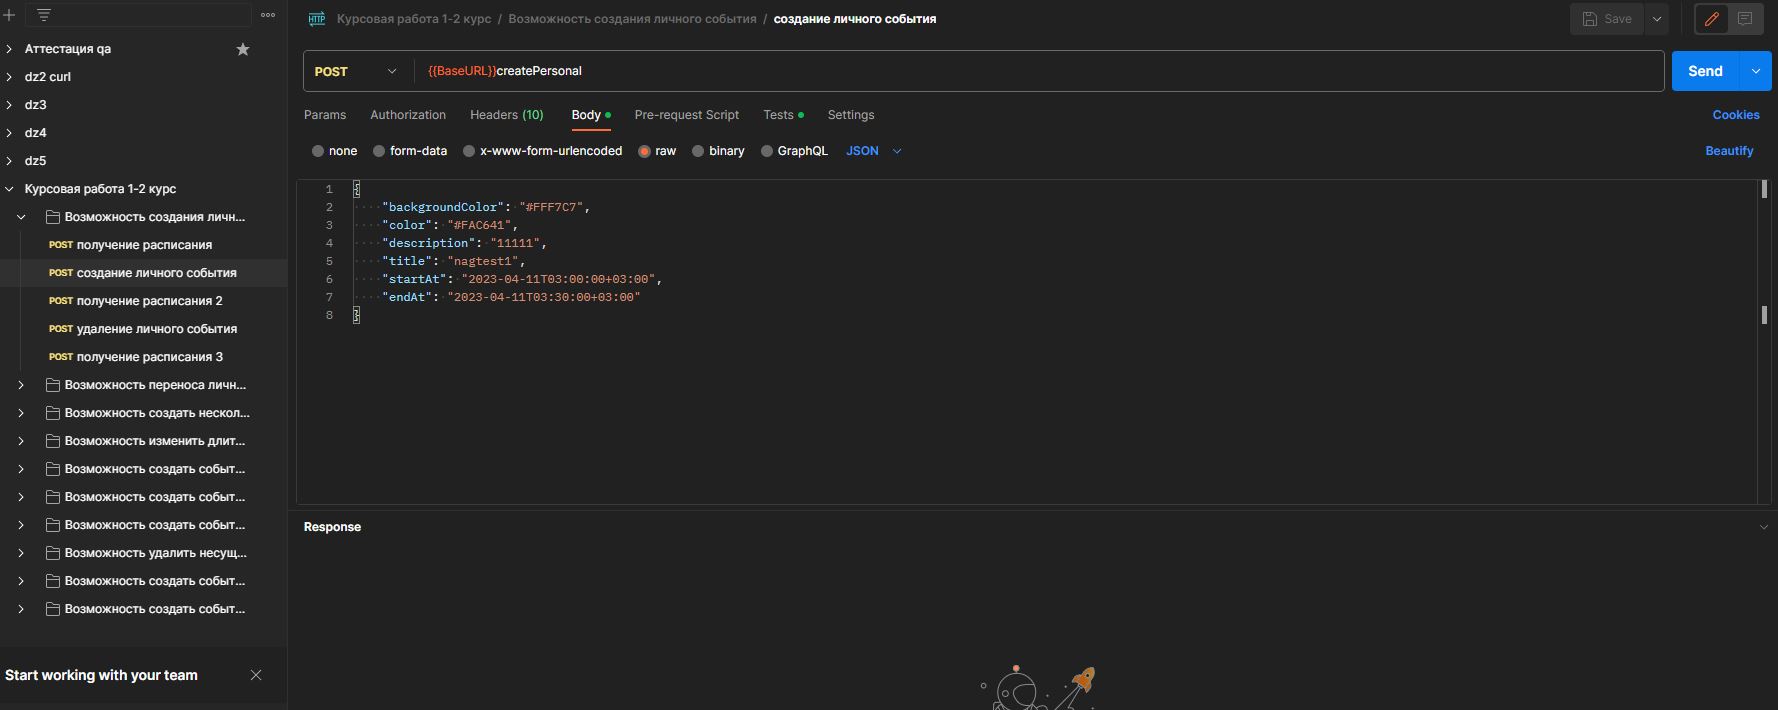 Аттестация qa
dz2 curl
dz3
dz4
dz5
Курсовая работа 1-2 курс
Возможность создания личн...
POST получение расписания
POST создание личного события
POST получение расписания 2
POST удаление личного события
POST получение расписания 3
Возможность переноса личн...
Возможность создать нескол...
Возможность изменить длит...
Возможность создать событ...
Возможность создать событ...
Возможность создать событ...
Возможность удалить несущ...
Возможность создать событ...
Возможность создать событ...
Start working with your team
HTTP Курсовая работа 1-2 курс / Возможность создания личного события / создание личного события
Save
POST {{BaseURL}}createPersonal
Send
Params Authorization Headers (10) Body Pre-request Script Tests Settings
Cookies
none form-data x-www-form-urlencoded raw binary GraphQL JSON
Beautify
1 {
2 "backgroundColor": "#FFF7C7",
3 "color": "#FAC641",
4 "description": "11111",
5 "title": "nagtest1",
6 "startAt": "2023-04-11T03:00:00+03:00",
7 "endAt": "2023-04-11T03:30:00+03:00"
8 }
Response